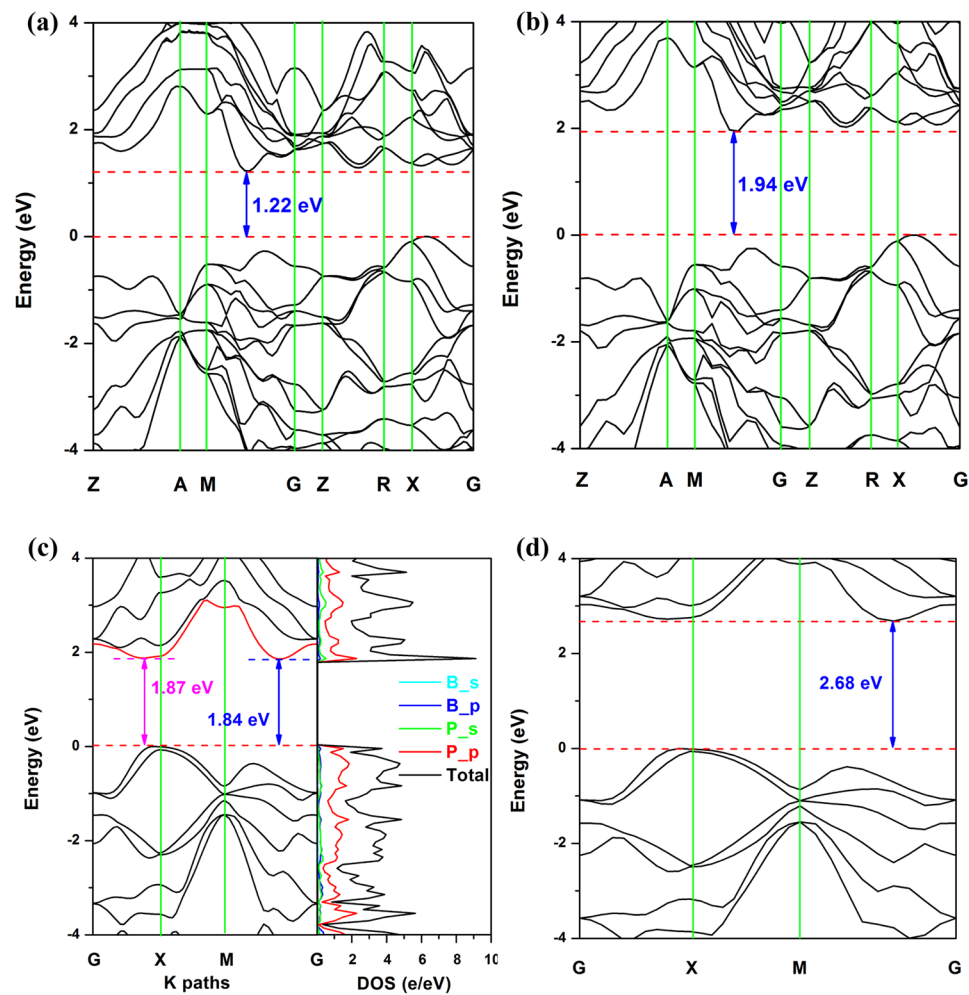 (a)
4
2
0
-2
-4
Energy (eV)
1.22 eV
Z A M G Z R X G
(b)
4
2
0
-2
-4
Energy (eV)
1.94 eV
Z A M G Z R X G
(c)
4
2
0
-2
-4
Energy (eV)
1.87 eV
1.84 eV
B_s
B_p
P_s
P_p
Total
G X M G 2 4 6 8 10
K paths DOS (e/eV)
(d)
4
2
0
-2
-4
Energy (eV)
2.68 eV
G X M G